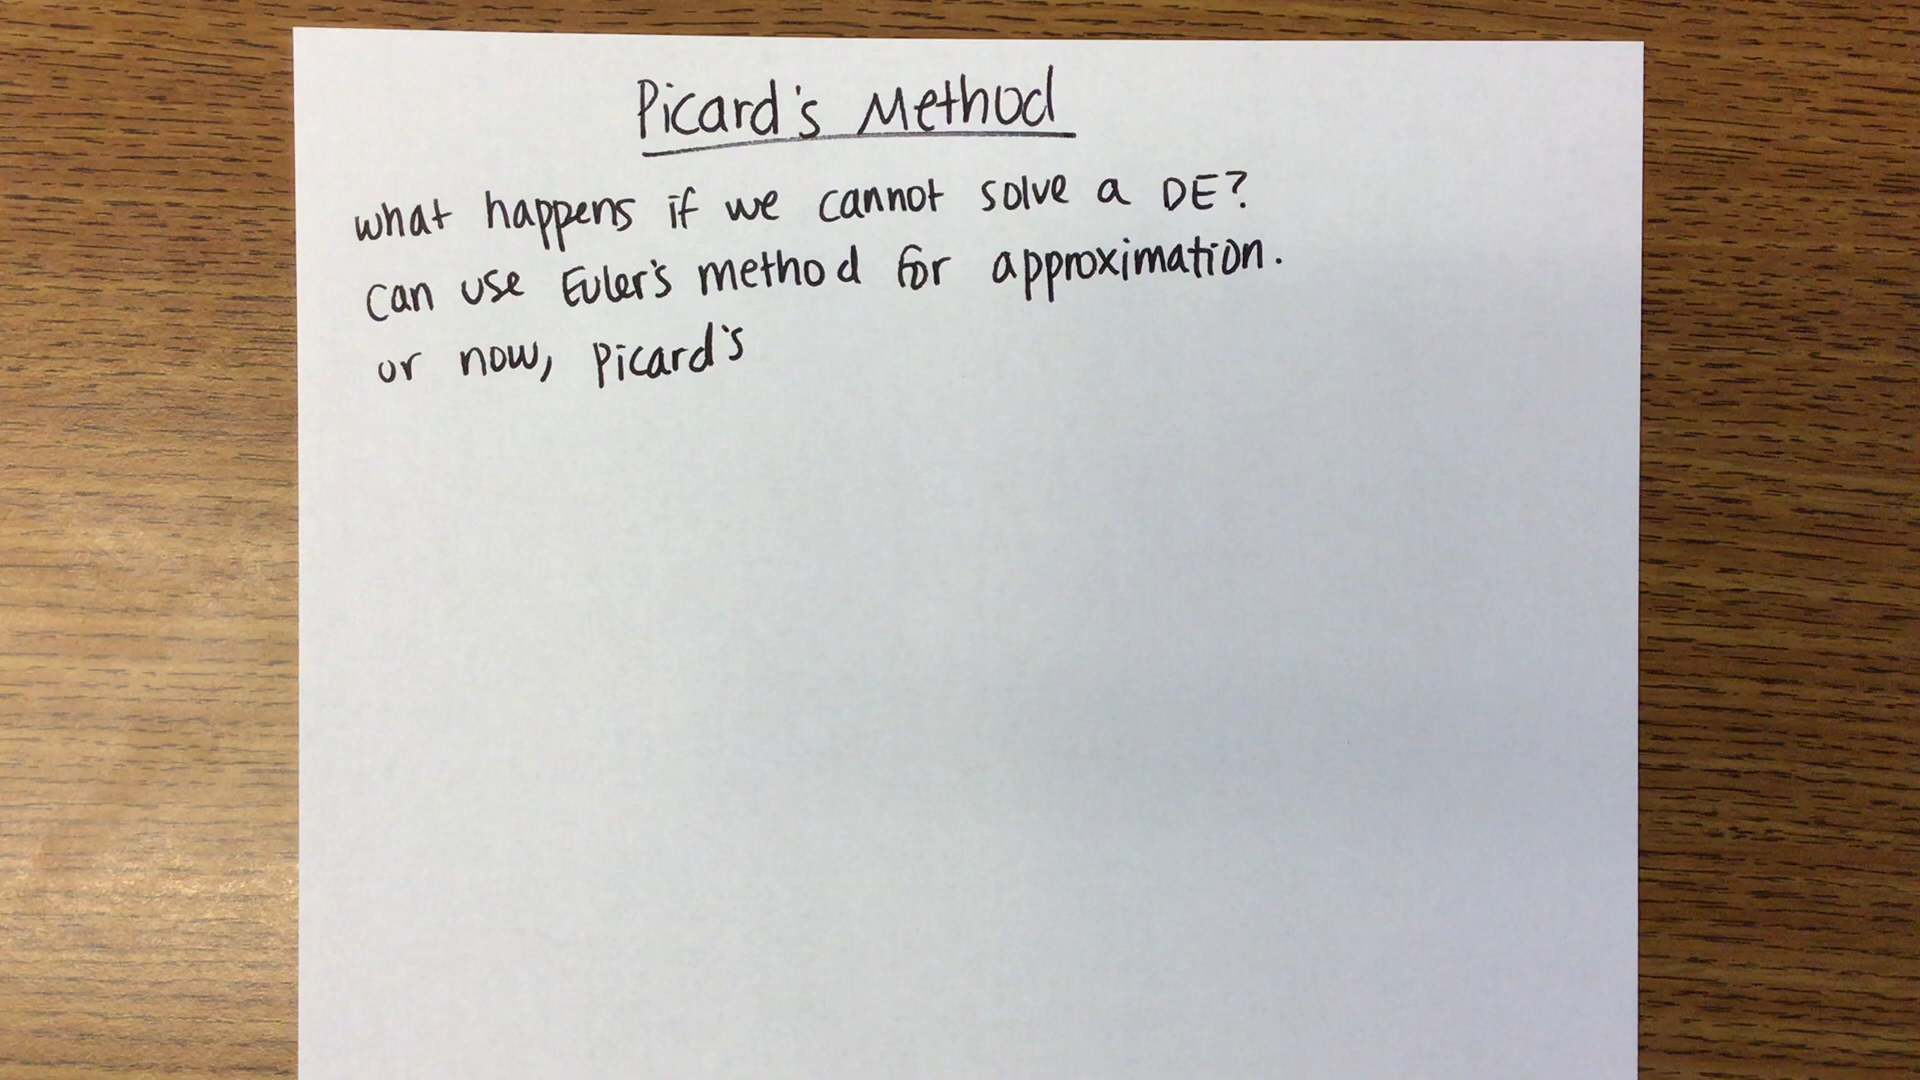 Picard's Method
what happens if we cannot solve a DE?
can use Euler's method for approximation.
or now, picard's